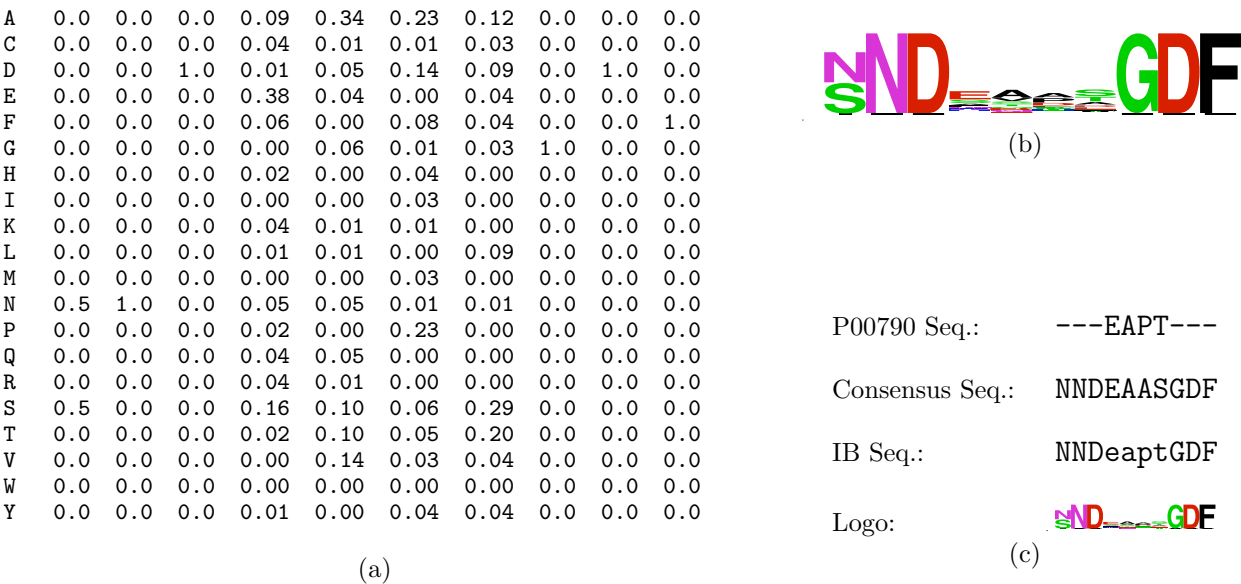 A 0.0 0.0 0.0 0.09 0.34 0.23 0.12 0.0 0.0 0.0
C 0.0 0.0 0.0 0.04 0.01 0.01 0.03 0.0 0.0 0.0
D 0.0 0.0 1.0 0.01 0.05 0.14 0.09 0.0 1.0 0.0
E 0.0 0.0 0.0 0.38 0.04 0.00 0.04 0.0 0.0 0.0
F 0.0 0.0 0.0 0.06 0.01 0.08 0.04 0.0 0.0 1.0
G 0.0 0.0 0.0 0.00 0.06 0.01 0.03 1.0 0.0 0.0
H 0.0 0.0 0.0 0.02 0.00 0.04 0.00 0.0 0.0 0.0
I 0.0 0.0 0.0 0.00 0.00 0.03 0.00 0.0 0.0 0.0
K 0.0 0.0 0.0 0.04 0.01 0.01 0.00 0.0 0.0 0.0
L 0.0 0.0 0.0 0.01 0.01 0.00 0.09 0.0 0.0 0.0
M 0.0 0.0 0.0 0.00 0.00 0.03 0.00 0.0 0.0 0.0
N 0.5 1.0 0.0 0.05 0.05 0.01 0.01 0.0 0.0 0.0
P 0.0 0.0 0.0 0.02 0.00 0.23 0.00 0.0 0.0 0.0
Q 0.0 0.0 0.0 0.04 0.05 0.00 0.00 0.0 0.0 0.0
R 0.0 0.0 0.0 0.04 0.01 0.00 0.00 0.0 0.0 0.0
S 0.5 0.0 0.0 0.16 0.10 0.06 0.29 0.0 0.0 0.0
T 0.0 0.0 0.0 0.02 0.10 0.05 0.20 0.0 0.0 0.0
V 0.0 0.0 0.0 0.00 0.14 0.03 0.04 0.0 0.0 0.0
W 0.0 0.0 0.0 0.00 0.00 0.00 0.00 0.0 0.0 0.0
Y 0.0 0.0 0.0 0.01 0.00 0.04 0.04 0.0 0.0 0.0
(a)
N S N D G D F
(b)
P00790 Seq.: ---EAPT---
Consensus Seq.: NNDEAASGDF
IB Seq.: NNDeaptGDF
Logo: N S N D G D F
(c)